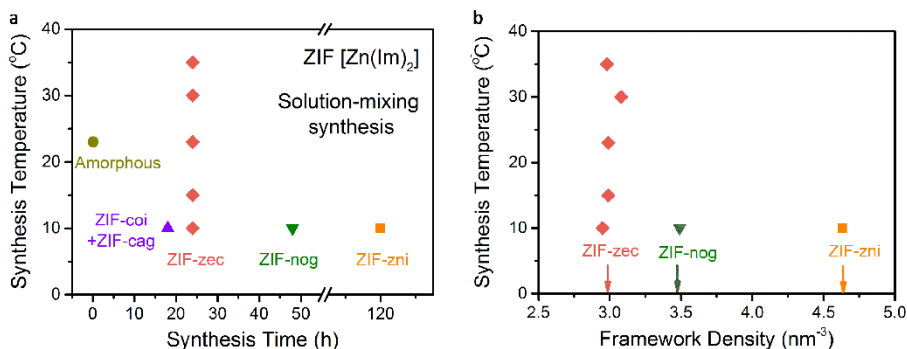 a
ZIF [Zn(Im)2]
Solution-mixing
synthesis
Amorphous
ZIF-coi
+ZIF-cag
ZIF-zec
ZIF-nog
ZIF-zni
Synthesis Temperature (°C)
40
30
20
10
0
0 10 20 30 40 50 120
Synthesis Time (h)
b
ZIF-zec
ZIF-nog
ZIF-zni
Synthesis Temperature (°C)
40
30
20
10
0
2.5 3.0 3.5 4.0 4.5 5.0
Framework Density (nm⁻³)